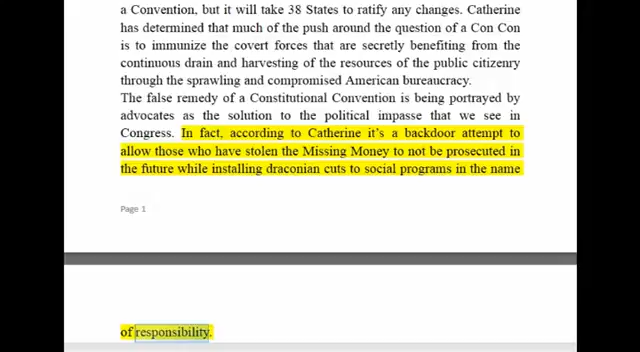 a Convention, but it will take 38 States to ratify any changes. Catherine
has determined that much of the push around the question of a Con Con
is to immunize the covert forces that are secretly benefiting from the
continuous drain and harvesting of the resources of the public citizenry
through the sprawling and compromised American bureaucracy.
The false remedy of a Constitutional Convention is being portrayed by
advocates as the solution to the political impasse that we see in
Congress. In fact, according to Catherine it’s a backdoor attempt to
allow those who have stolen the Missing Money to not be prosecuted in
the future while installing draconian cuts to social programs in the name
Page 1
of responsibility.